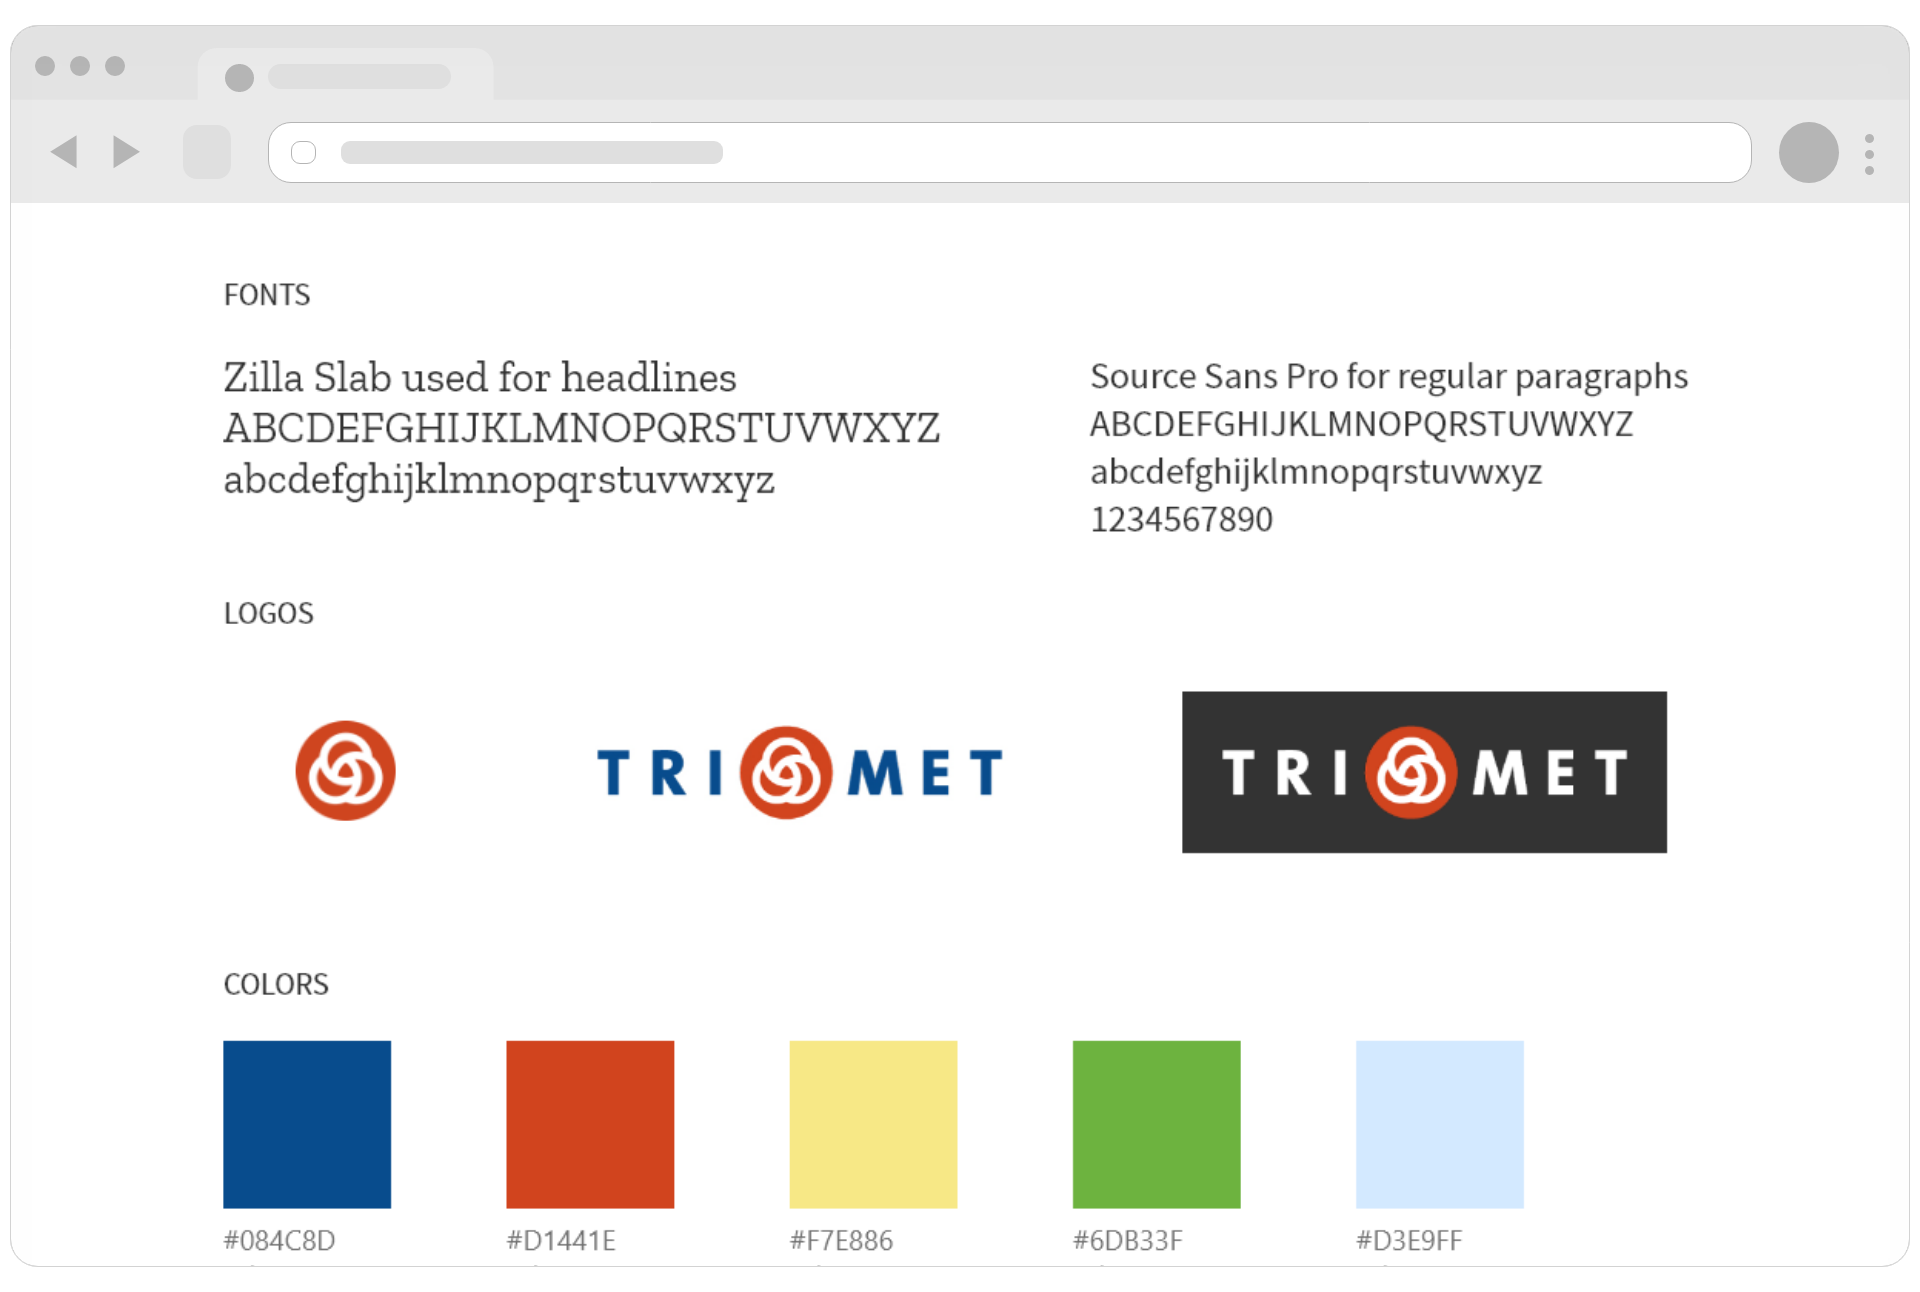 FONTS
Zilla Slab used for headlines
ABCDEFGHIJKLMNOPQRSTUVWXYZ
abcdefghijklmnopqrstuvwxyz
Source Sans Pro for regular paragraphs
ABCDEFGHIJKLMNOPQRSTUVWXYZ
abcdefghijklmnopqrstuvwxyz
1234567890
LOGOS
TRI MET
TRI MET
COLORS
#084C8D
#D1441E
#F7E886
#6DB33F
#D3E9FF